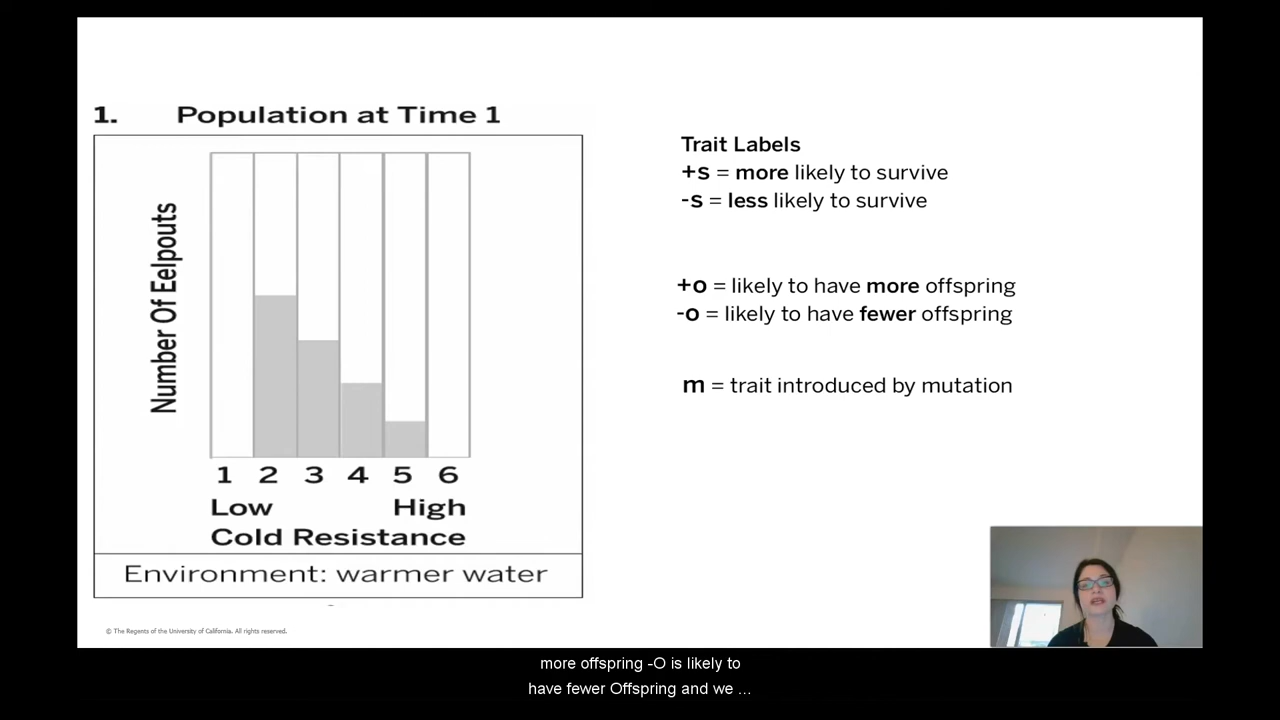 1. Population at Time 1
Number Of Eelpouts
1 2 3 4 5 6
Low High
Cold Resistance
Environment: warmer water
Trait Labels
+s = more likely to survive
-s = less likely to survive
+o = likely to have more offspring
-o = likely to have fewer offspring
m = trait introduced by mutation
© The Regents of the University of California. All rights reserved.
more offspring -O is likely to
have fewer Offspring and we ...